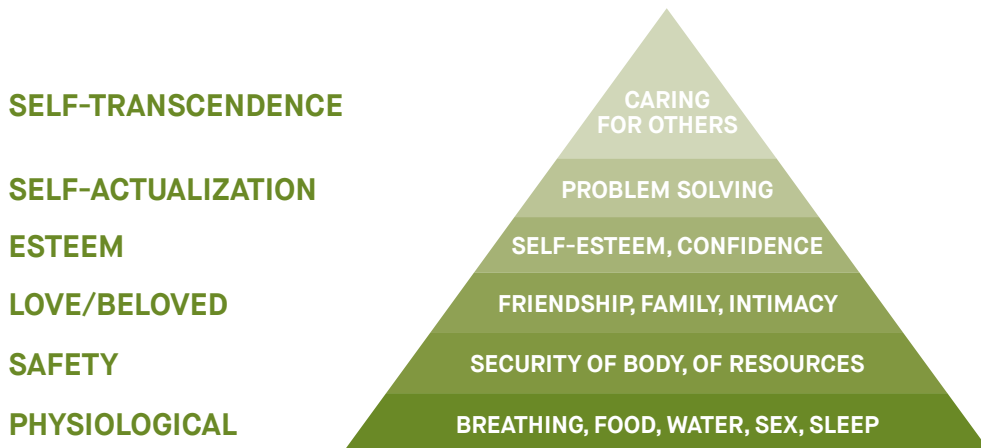 SELF-TRANSCENDENCE
CARING
FOR OTHERS
SELF-ACTUALIZATION
PROBLEM SOLVING
ESTEEM
SELF-ESTEEM, CONFIDENCE
LOVE/BELOVED
FRIENDSHIP, FAMILY, INTIMACY
SAFETY
SECURITY OF BODY, OF RESOURCES
PHYSIOLOGICAL
BREATHING, FOOD, WATER, SEX, SLEEP